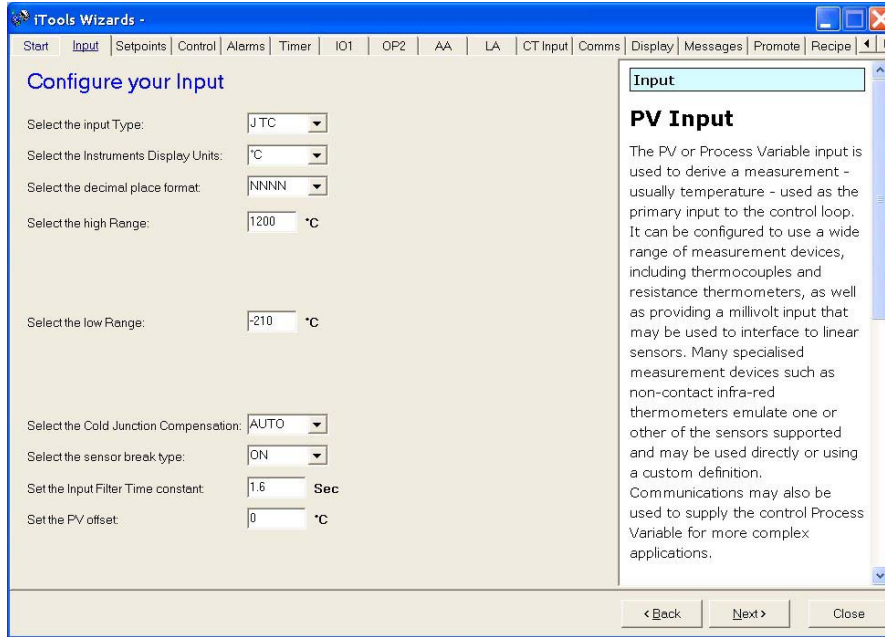 iTools Wizards -
Start Input Setpoints Control Alarms Timer IO1 OP2 AA LA CT Input Comms Display Messages Promote Recipe
Configure your Input
Select the input Type: J TC
Select the Instruments Display Units: °C
Select the decimal place format: NNNN
Select the high Range: 1200 °C
Select the low Range: -210 °C
Select the Cold Junction Compensation: AUTO
Select the sensor break type: ON
Set the Input Filter Time constant: 1.6 Sec
Set the PV offset: 0 °C
Input
PV Input
The PV or Process Variable input is
used to derive a measurement -
usually temperature - used as the
primary input to the control loop.
It can be configured to use a wide
range of measurement devices,
including thermocouples and
resistance thermometers, as well
as providing a millivolt input that
may be used to interface to linear
sensors. Many specialised
measurement devices such as
non-contact infra-red
thermometers emulate one or
other of the sensors supported
and may be used directly or using
a custom definition.
Communications may also be
used to supply the control Process
Variable for more complex
applications.
< Back Next > Close